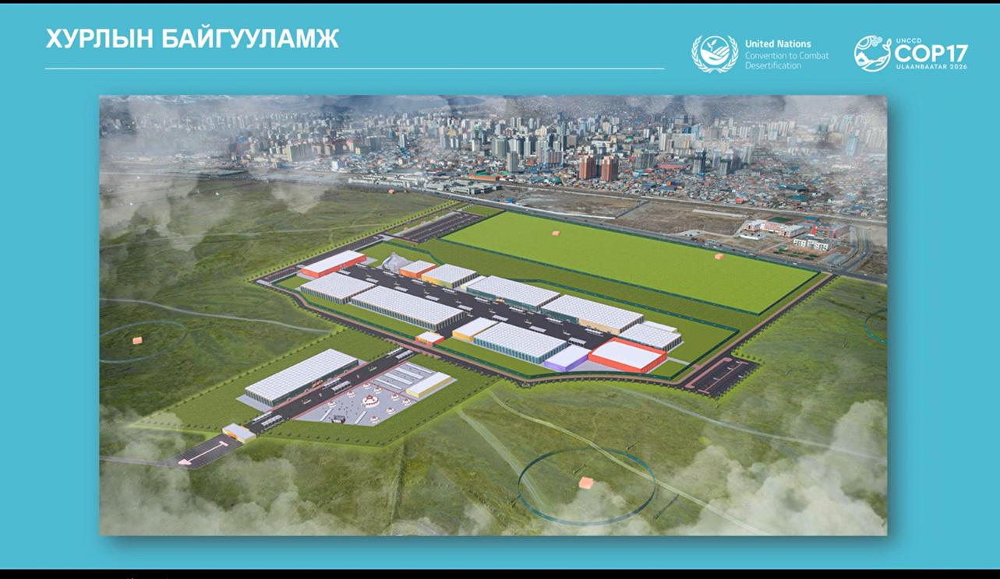 ХУРЛЫН БАЙГУУЛАМЖ
United Nations
Convention to Combat
Desertification
UNCCD
COP17
ULAANBAATAR 2026